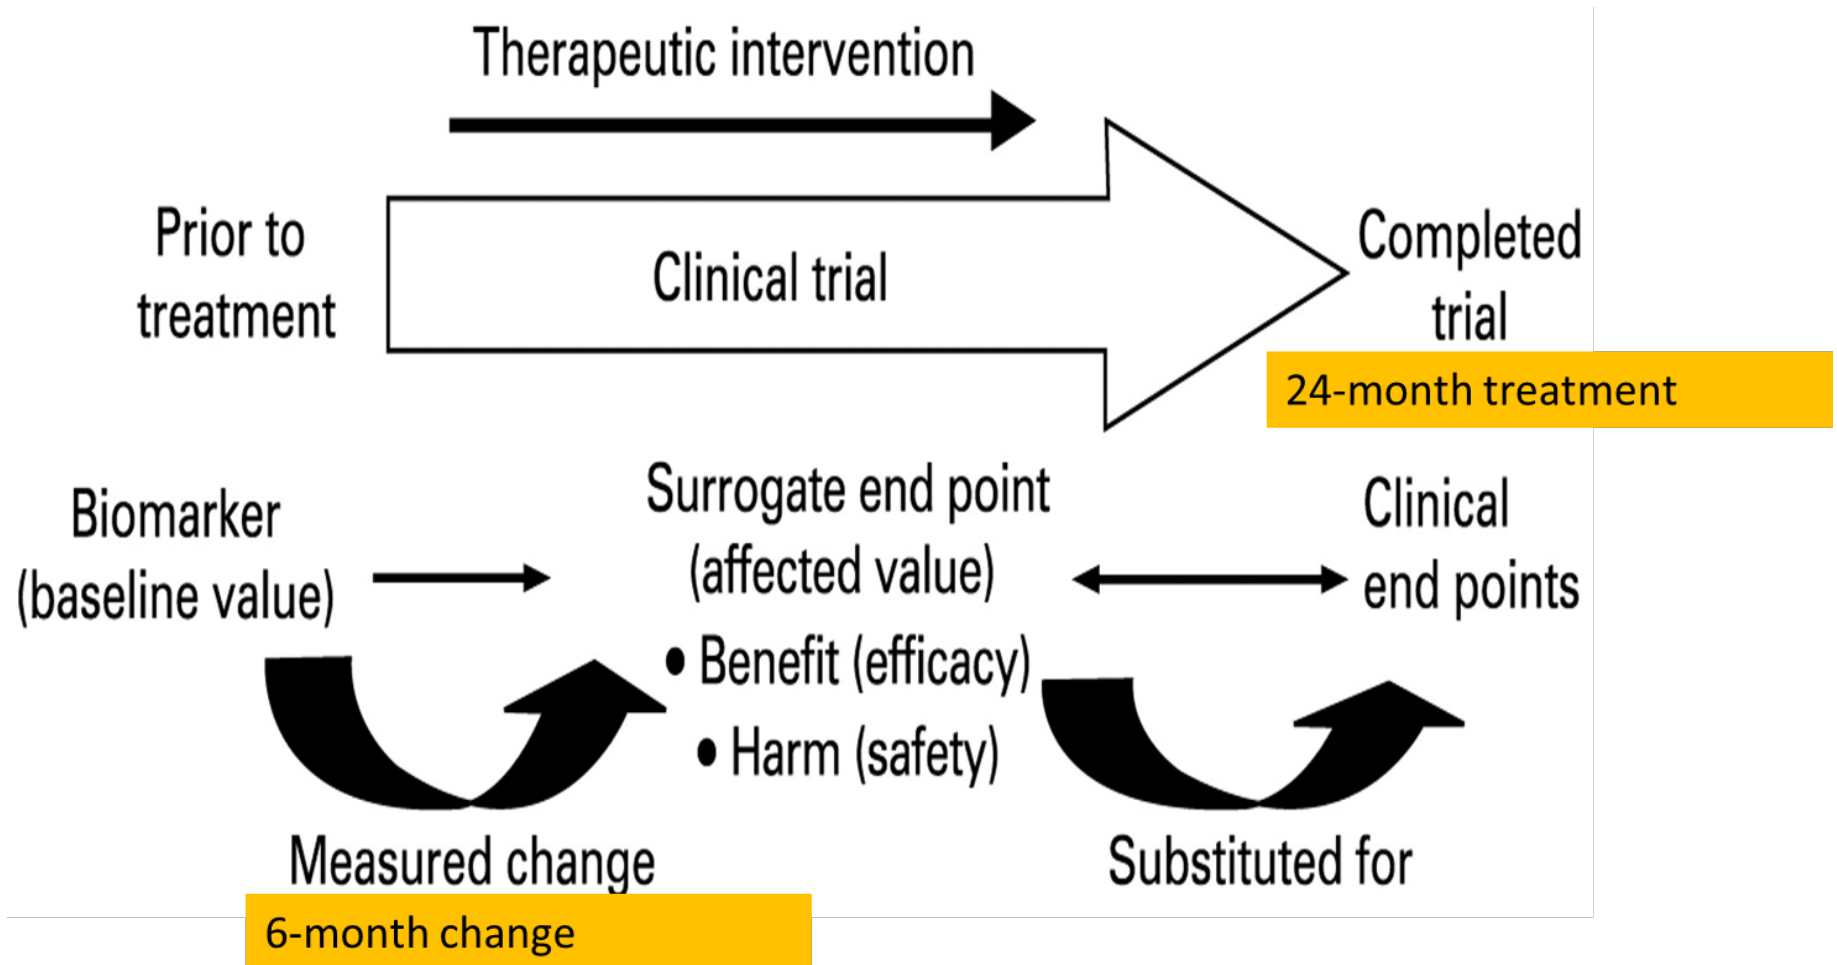 Therapeutic intervention
Prior to
treatment
Clinical trial
Completed
trial
24-month treatment
Biomarker
(baseline value)
Surrogate end point
(affected value)
• Benefit (efficacy)
• Harm (safety)
Clinical
end points
Measured change
Substituted for
6-month change